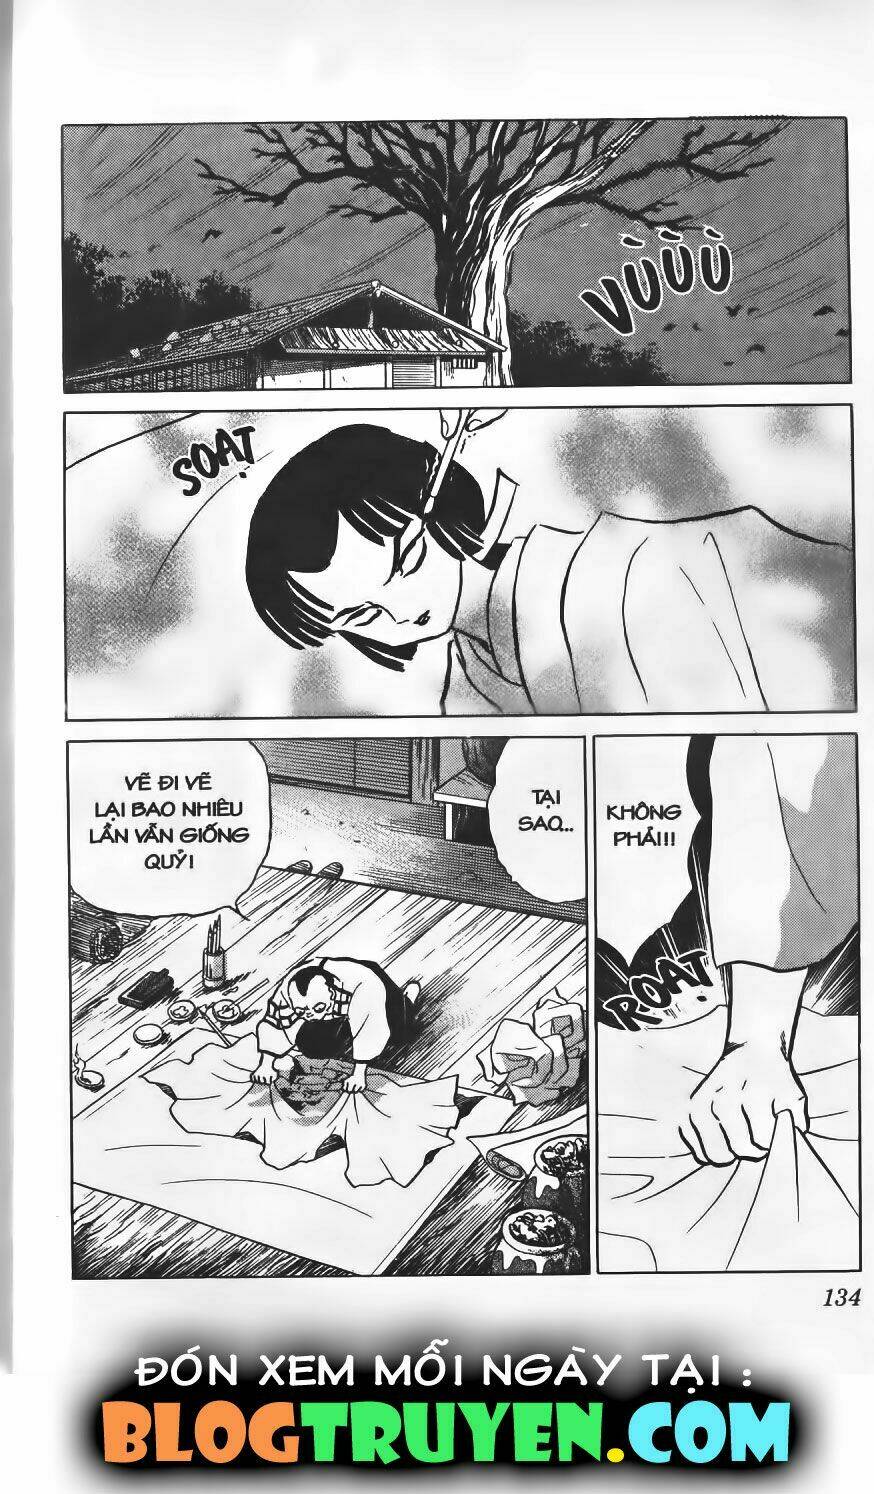 VÙÙÙ
SOẠT
KHÔNG
PHẢI!!!
ROẠT
TẠI
SAO...
VẼ ĐI VẼ
LẠI BAO NHIÊU
LẦN VẪN GIỐNG
QUỶ!
134
ĐÓN XEM MỖI NGÀY TẠI :
BLOGTRUYEN.COM